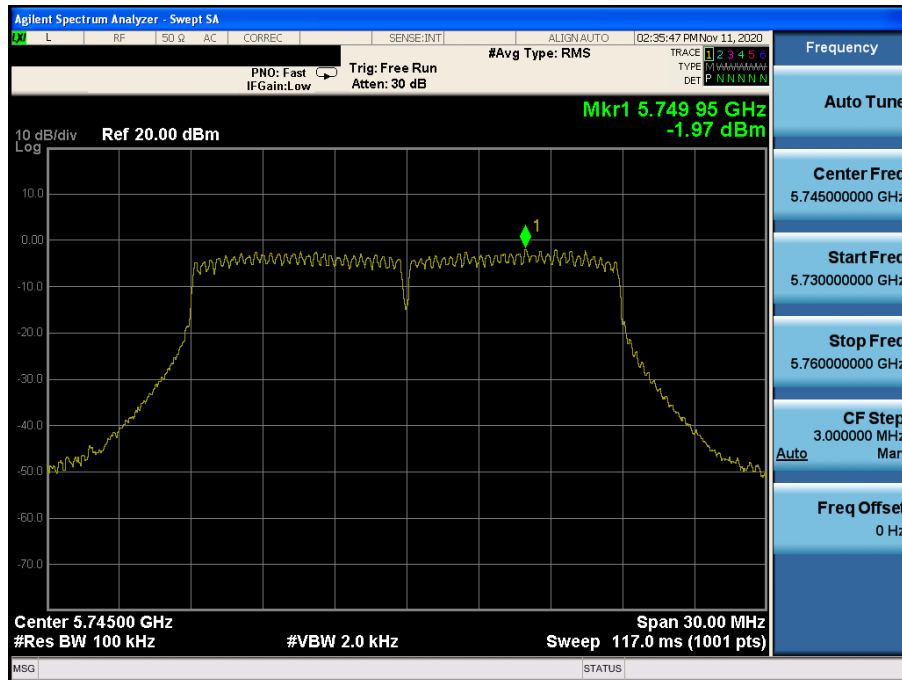 Agilent Spectrum Analyzer - Swept SA
LXI L RF 50 Ω AC CORREC SENSE:INT ALIGN AUTO 02:35:47 PM Nov 11, 2020
#Avg Type: RMS TRACE 1 2 3 4 5 6
PNO: Fast Trig: Free Run TYPE M WWWWW
IFGain:Low Atten: 30 dB DET P N N N N N
Mkr1 5.749 95 GHz
-1.97 dBm
10 dB/div Ref 20.00 dBm
Log
10.0
1
0.00
-10.0
-20.0
-30.0
-40.0
-50.0
-60.0
-70.0
Center 5.74500 GHz Span 30.00 MHz
#Res BW 100 kHz #VBW 2.0 kHz Sweep 117.0 ms (1001 pts)
MSG STATUS
Frequency
Auto Tune
Center Freq
5.745000000 GHz
Start Freq
5.730000000 GHz
Stop Freq
5.760000000 GHz
CF Step
3.000000 MHz
Auto Man
Freq Offset
0 Hz